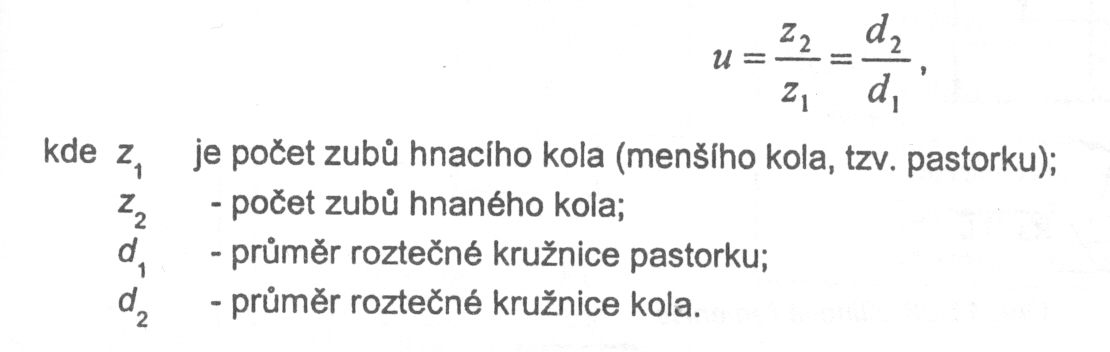 u = z₂/z₁ = d₂/d₁,
kde z₁ je počet zubů hnacího kola (menšího kola, tzv. pastorku);
z₂ - počet zubů hnaného kola;
d₁ - průměr roztečné kružnice pastorku;
d₂ - průměr roztečné kružnice kola.